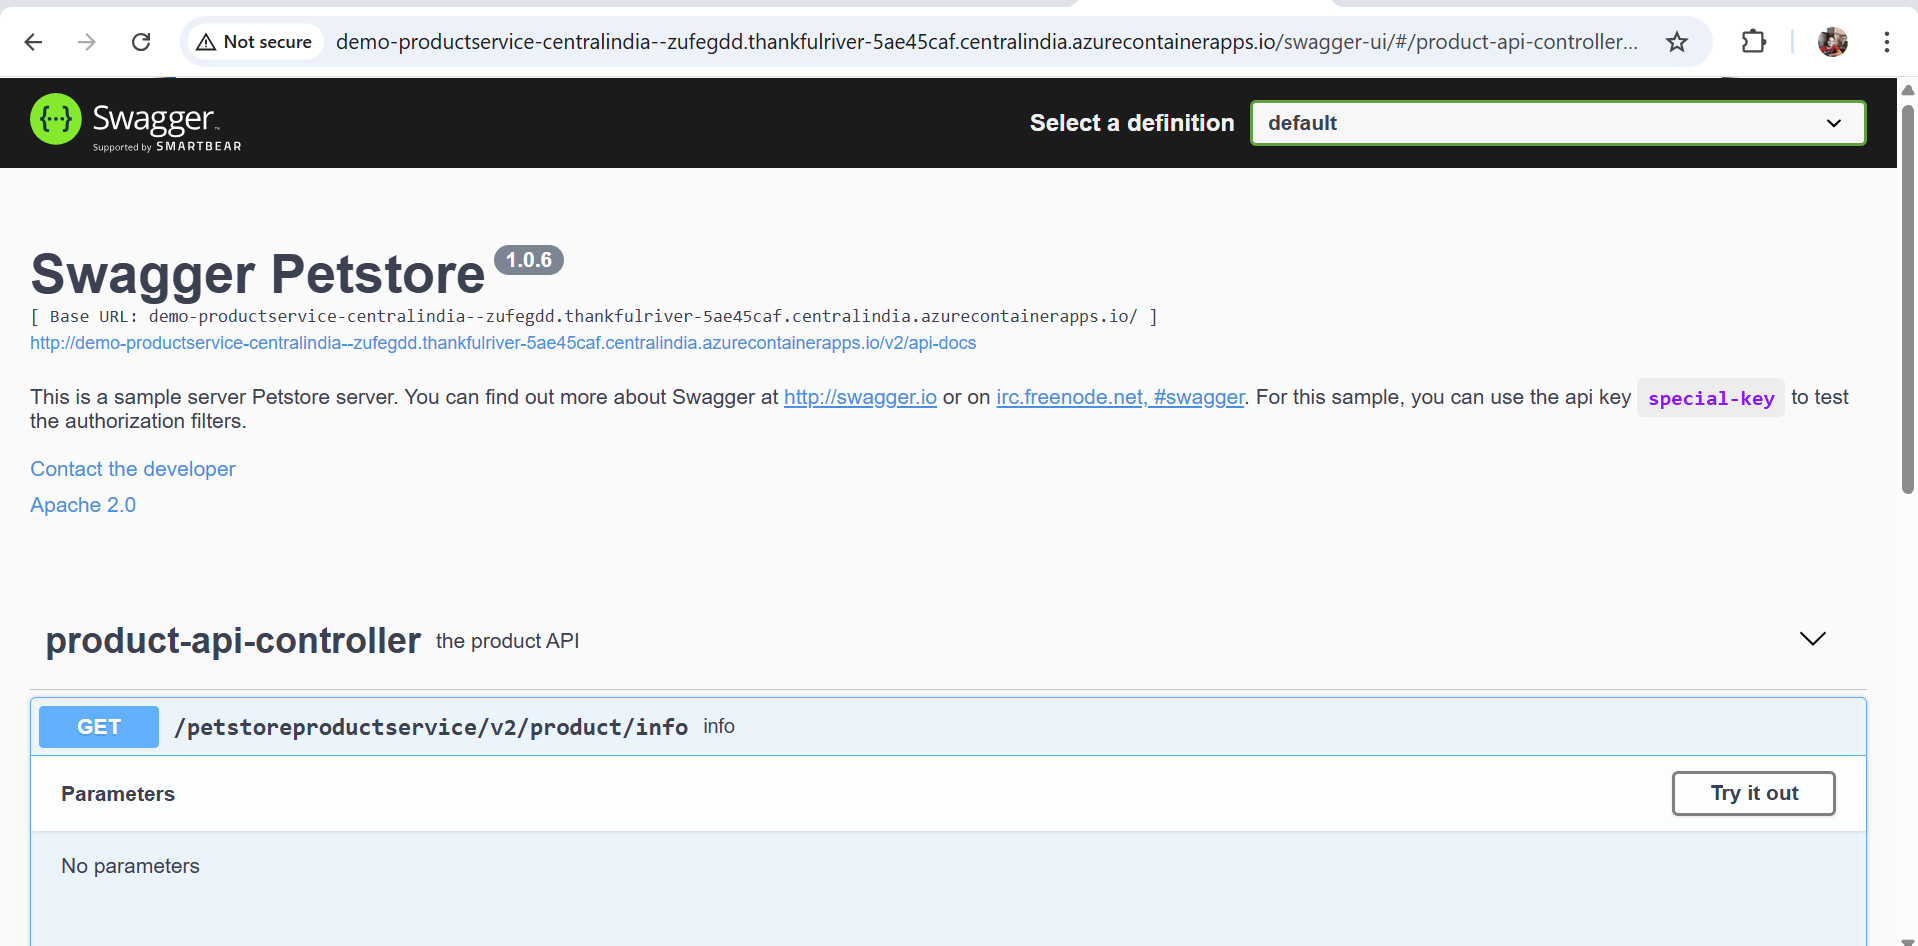 Not secure
demo-productservice-centralindia--zufegdd.thankfulriver-5ae45caf.centralindia.azurecontainerapps.io/swagger-ui/#/product-api-controller...
Swagger™
Supported by SMARTBEAR
Select a definition
default
Swagger Petstore 1.0.6
[ Base URL: demo-productservice-centralindia--zufegdd.thankfulriver-5ae45caf.centralindia.azurecontainerapps.io/ ]
http://demo-productservice-centralindia--zufegdd.thankfulriver-5ae45caf.centralindia.azurecontainerapps.io/v2/api-docs
This is a sample server Petstore server. You can find out more about Swagger at http://swagger.io or on irc.freenode.net, #swagger. For this sample, you can use the api key special-key to test
the authorization filters.
Contact the developer
Apache 2.0
product-api-controller the product API
GET /petstoreproductservice/v2/product/info info
Parameters
Try it out
No parameters